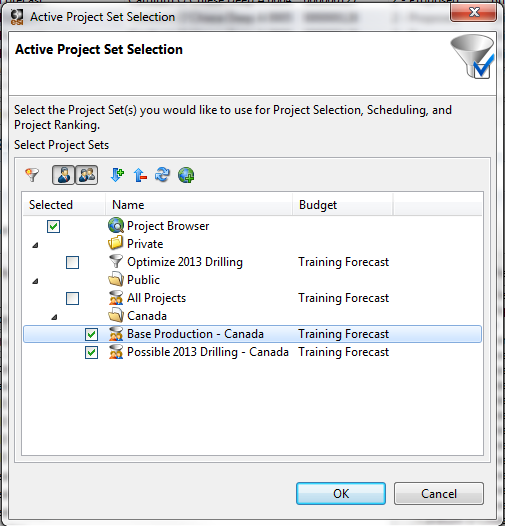 Active Project Set Selection
Active Project Set Selection
Select the Project Set(s) you would like to use for Project Selection, Scheduling, and
Project Ranking.
Select Project Sets
Selected Name Budget
Project Browser
Private
Optimize 2013 Drilling Training Forecast
Public
All Projects Training Forecast
Canada
Base Production - Canada Training Forecast
Possible 2013 Drilling - Canada Training Forecast
OK Cancel